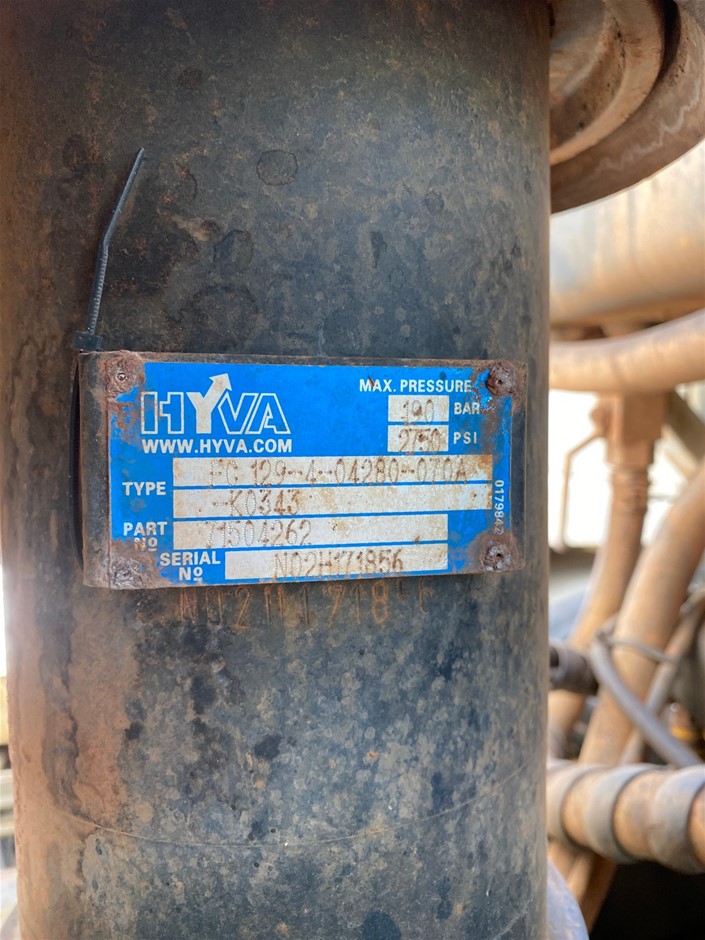 HYVA
WWW.HYVA.COM
MAX. PRESSURE
190 BAR
2750 PSI
TYPE FC 129-4-04280-070A
-K0343
PART Nº 71504262
SERIAL Nº N02H171856